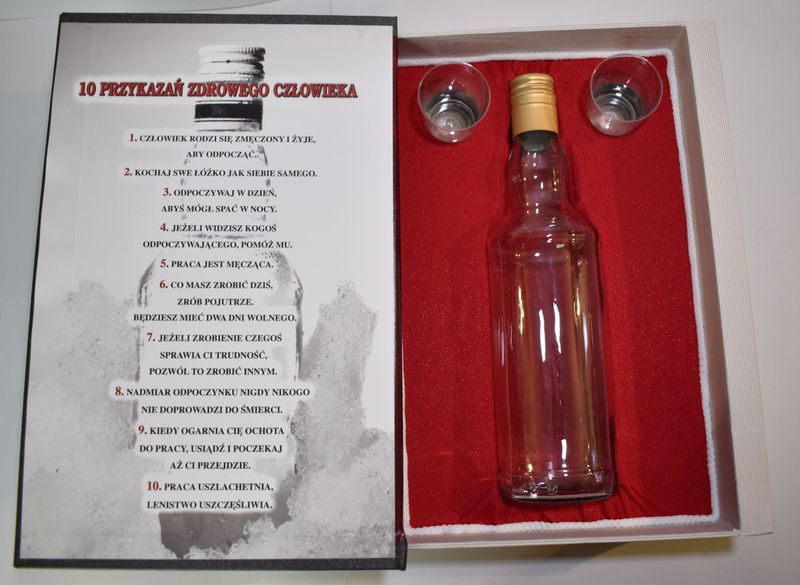 10 PRZYKAZAŃ ZDROWEGO CZŁOWIEKA
1. CZŁOWIEK RODZI SIĘ ZMĘCZONY I ŻYJE,
ABY ODPOCZĄĆ.
2. KOCHAJ SWE ŁÓŻKO JAK SIEBIE SAMEGO.
3. ODPOCZYWAJ W DZIEŃ,
ABYŚ MÓGŁ SPAĆ W NOCY.
4. JEŻELI WIDZISZ KOGOŚ
ODPOCZYWAJĄCEGO, POMÓŻ MU.
5. PRACA JEST MĘCZĄCA.
6. CO MASZ ZROBIĆ DZIŚ,
ZRÓB POJUTRZE.
BĘDZIESZ MIEĆ DWA DNI WOLNEGO.
7. JEŻELI ZROBIENIE CZEGOŚ
SPRAWIA CI TRUDNOŚĆ,
POZWÓL TO ZROBIĆ INNYM.
8. NADMIAR ODPOCZYNKU NIGDY NIKOGO
NIE DOPROWADZI DO ŚMIERCI.
9. KIEDY OGARNIA CIĘ OCHOTA
DO PRACY, USIĄDŹ I POCZEKAJ
AŻ CI PRZEJDZIE.
10. PRACA USZLACHETNIA,
LENISTWO USZCZĘŚLIWIA.